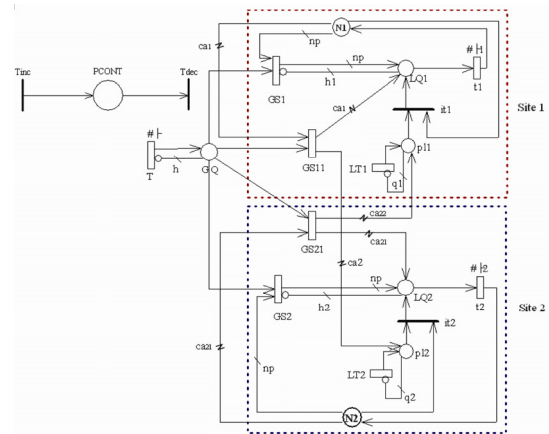 Tinc
PCONT
Tdec
ca1
N1
np
np
# 1
GS1
h1
LQ1
t1
ca1
it1
Site 1
#
T
h
GQ
GS11
pl1
LT1
q1
GS21
ca22
ca21
ca2
np
# 2
GS2
h2
LQ2
t2
it2
Site 2
ca21
np
pl2
LT2
q2
N2